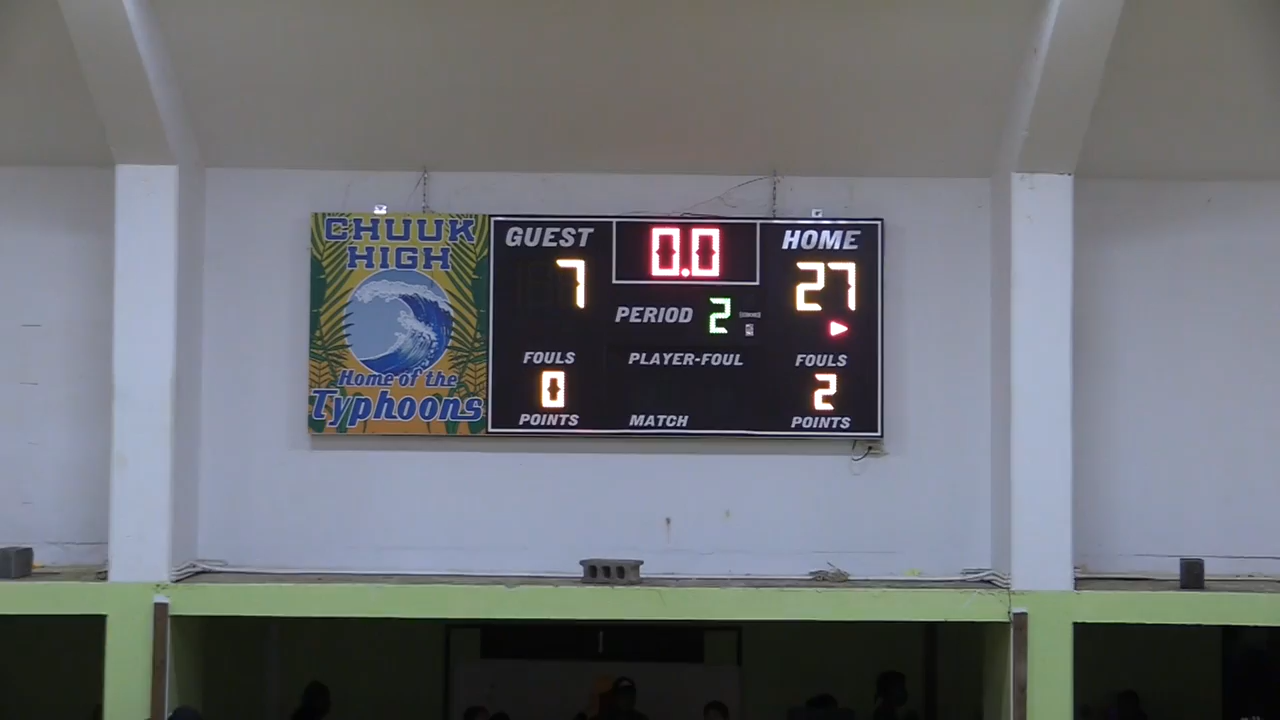 CHUUK
HIGH
Home of the
Typhoons
GUEST
0.0
HOME
7
27
PERIOD 2
FOULS
PLAYER-FOUL
FOULS
0
2
POINTS
MATCH
POINTS